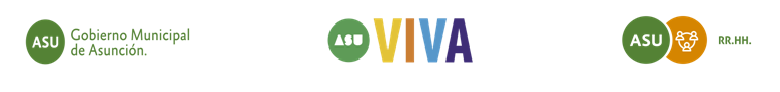 ASU Gobierno Municipal
de Asunción.
ASU VIVA
ASU RR.HH.